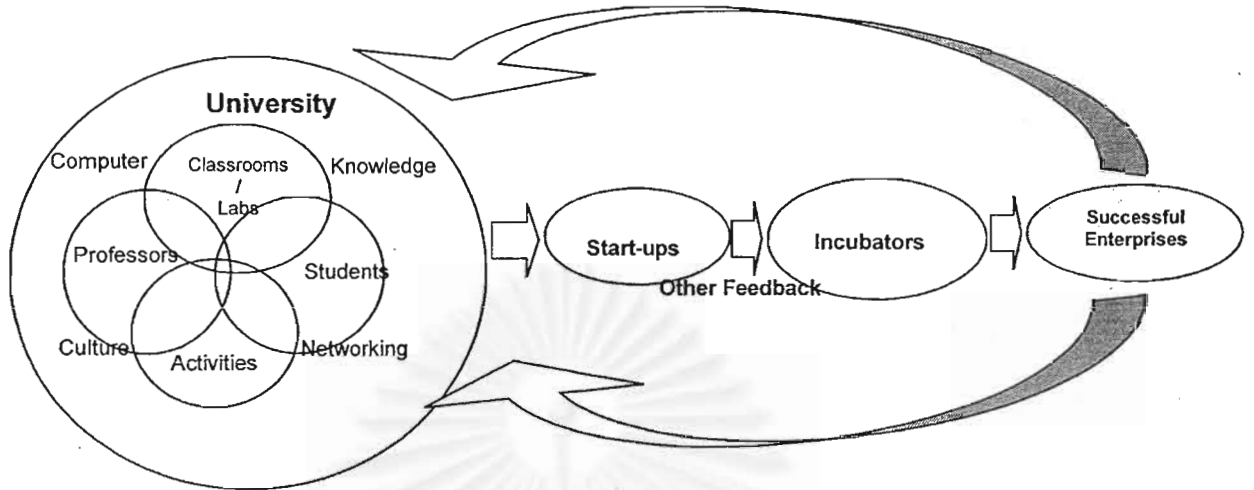 University
Computer
Classrooms
/
Labs
Knowledge
Professors
Students
Culture
Activities
Networking
Start-ups
Other Feedback
Incubators
Successful
Enterprises